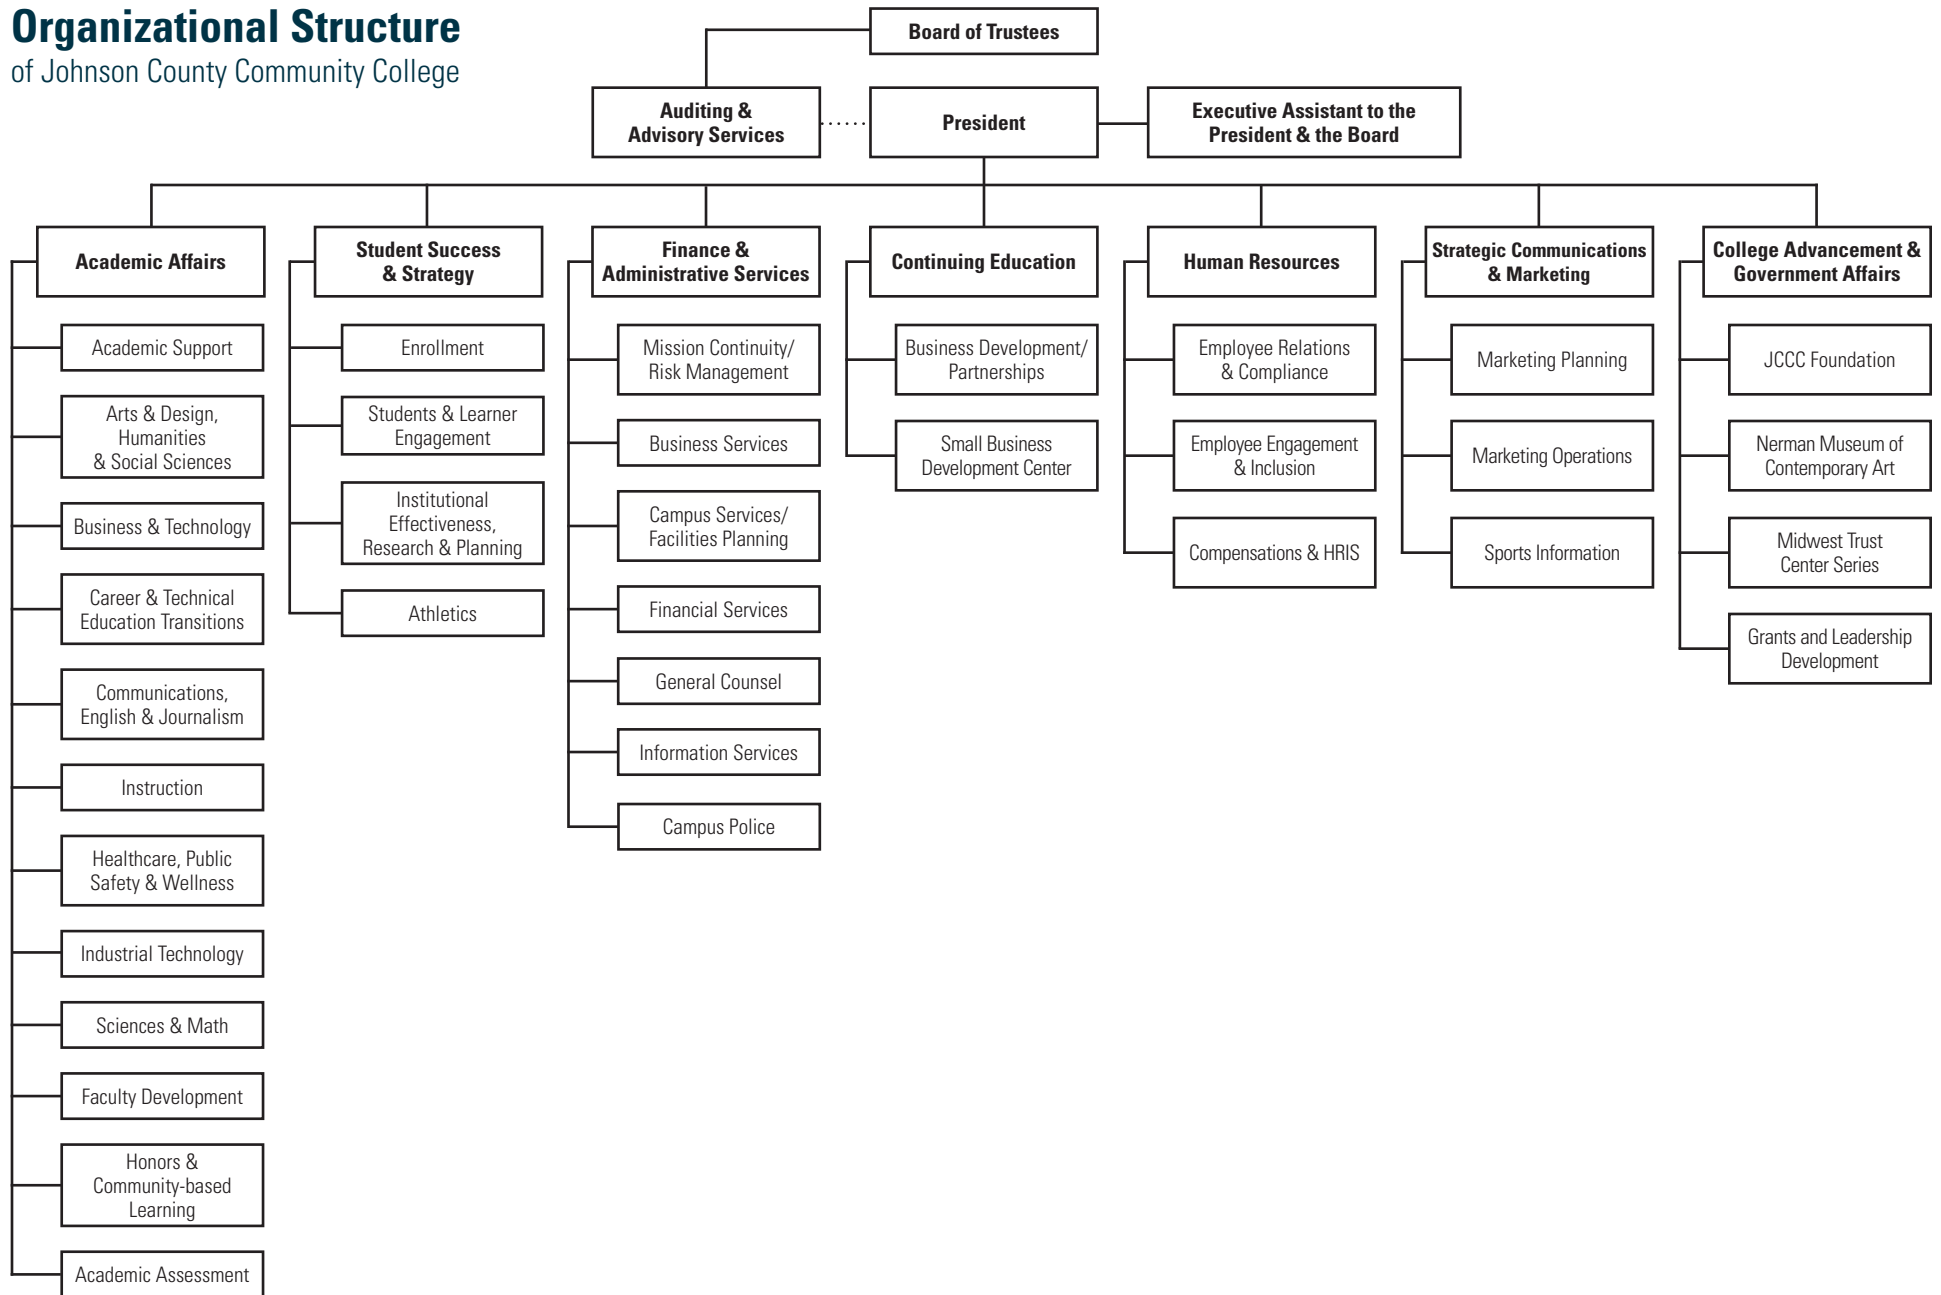 Organizational Structure
of Johnson County Community College
Board of Trustees
Auditing &
Advisory Services
President
Executive Assistant to the
President & the Board
Academic Affairs
Academic Support
Arts & Design,
Humanities
& Social Sciences
Business & Technology
Career & Technical
Education Transitions
Communications,
English & Journalism
Instruction
Healthcare, Public
Safety & Wellness
Industrial Technology
Sciences & Math
Faculty Development
Honors &
Community-based
Learning
Academic Assessment
Student Success
& Strategy
Enrollment
Students & Learner
Engagement
Institutional
Effectiveness,
Research & Planning
Athletics
Finance &
Administrative Services
Mission Continuity/
Risk Management
Business Services
Campus Services/
Facilities Planning
Financial Services
General Counsel
Information Services
Campus Police
Continuing Education
Business Development/
Partnerships
Small Business
Development Center
Human Resources
Employee Relations
& Compliance
Employee Engagement
& Inclusion
Compensations & HRIS
Strategic Communications
& Marketing
Marketing Planning
Marketing Operations
Sports Information
College Advancement &
Government Affairs
JCCC Foundation
Nerman Museum of
Contemporary Art
Midwest Trust
Center Series
Grants and Leadership
Development